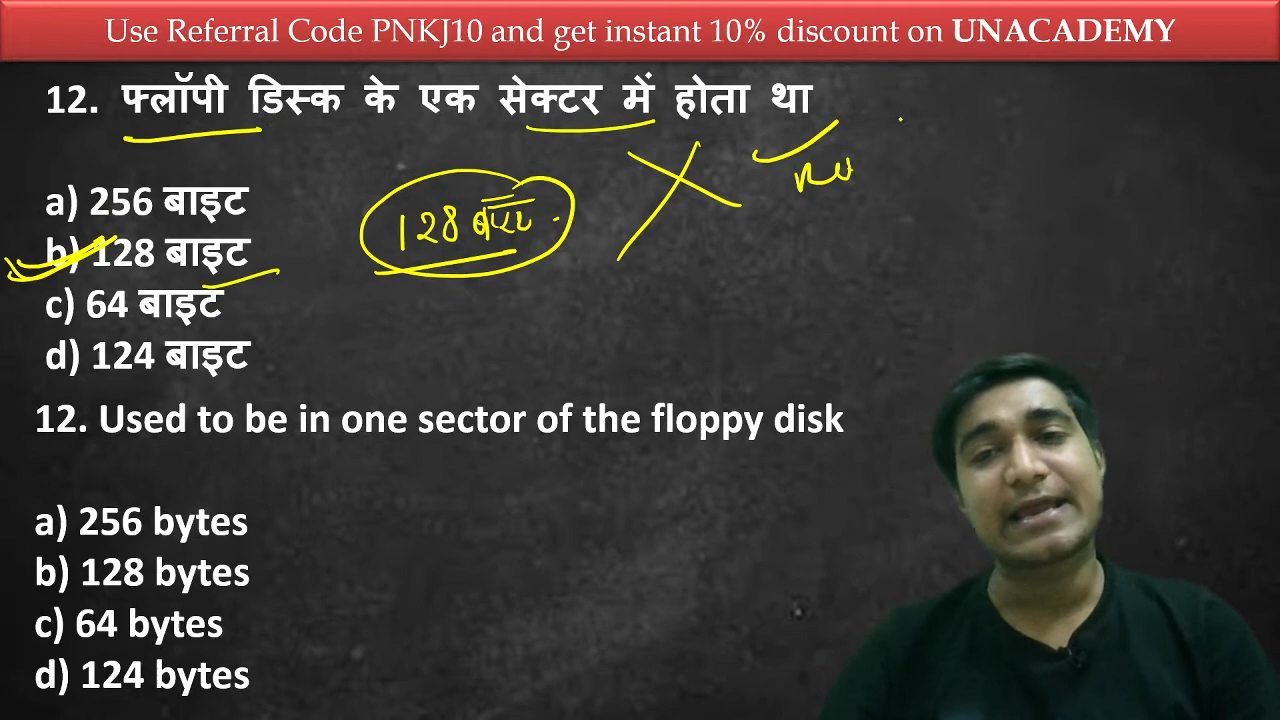 Use Referral Code PNKJ10 and get instant 10% discount on UNACADEMY
12. फ्लॉपी डिस्क के एक सेक्टर में होता था
a) 256 बाइट
b) 128 बाइट
c) 64 बाइट
d) 124 बाइट
128
12. Used to be in one sector of the floppy disk
a) 256 bytes
b) 128 bytes
c) 64 bytes
d) 124 bytes